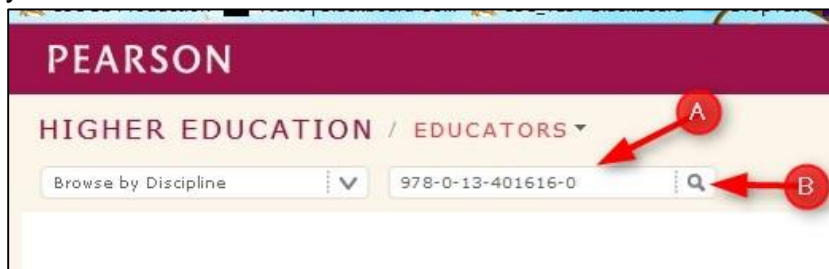 PEARSON
HIGHER EDUCATION / EDUCATORS
A
Browse by Discipline
978-0-13-401616-0
B